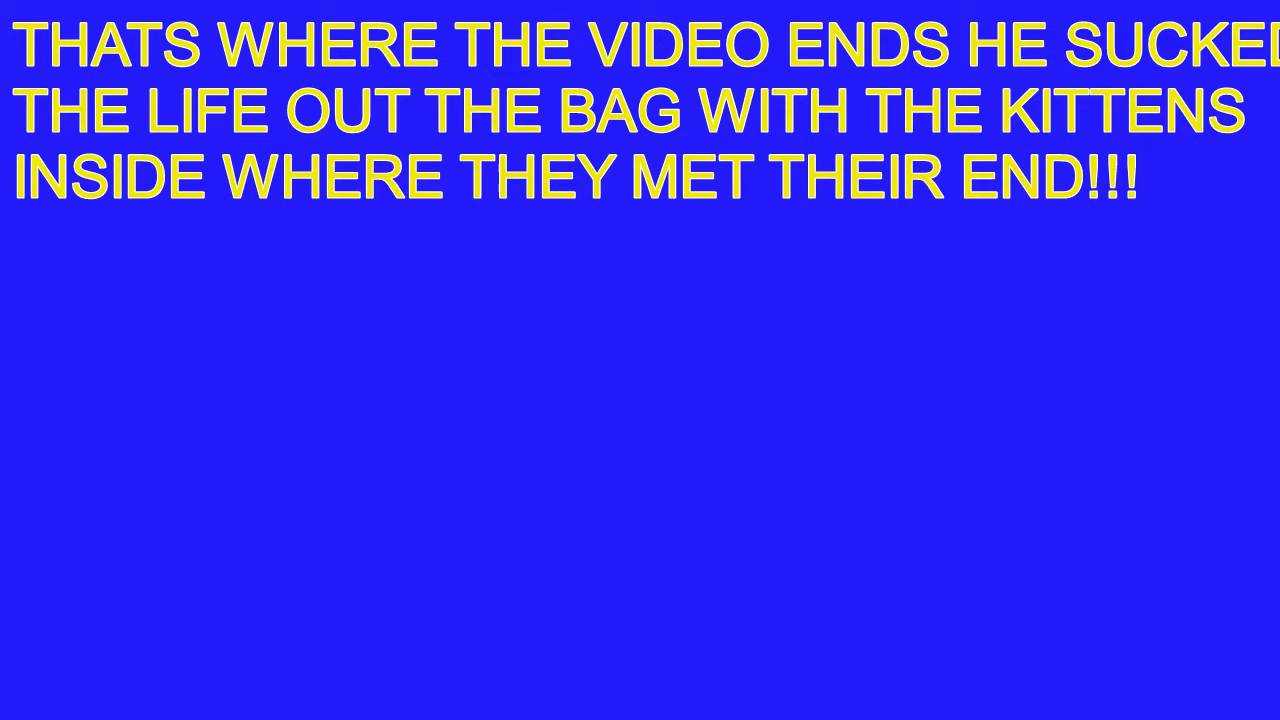 THATS WHERE THE VIDEO ENDS HE SUCKED
THE LIFE OUT THE BAG WITH THE KITTENS
INSIDE WHERE THEY MET THEIR END!!!